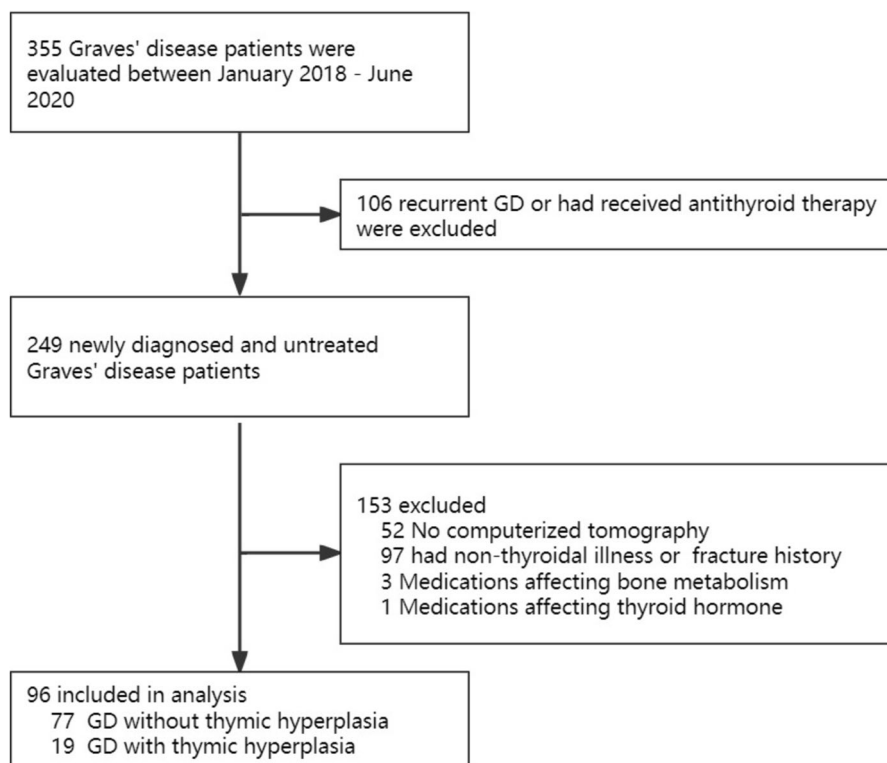 355 Graves' disease patients were
evaluated between January 2018 - June
2020
106 recurrent GD or had received antithyroid therapy
were excluded
249 newly diagnosed and untreated
Graves' disease patients
153 excluded
52 No computerized tomography
97 had non-thyroidal illness or fracture history
3 Medications affecting bone metabolism
1 Medications affecting thyroid hormone
96 included in analysis
77 GD without thymic hyperplasia
19 GD with thymic hyperplasia